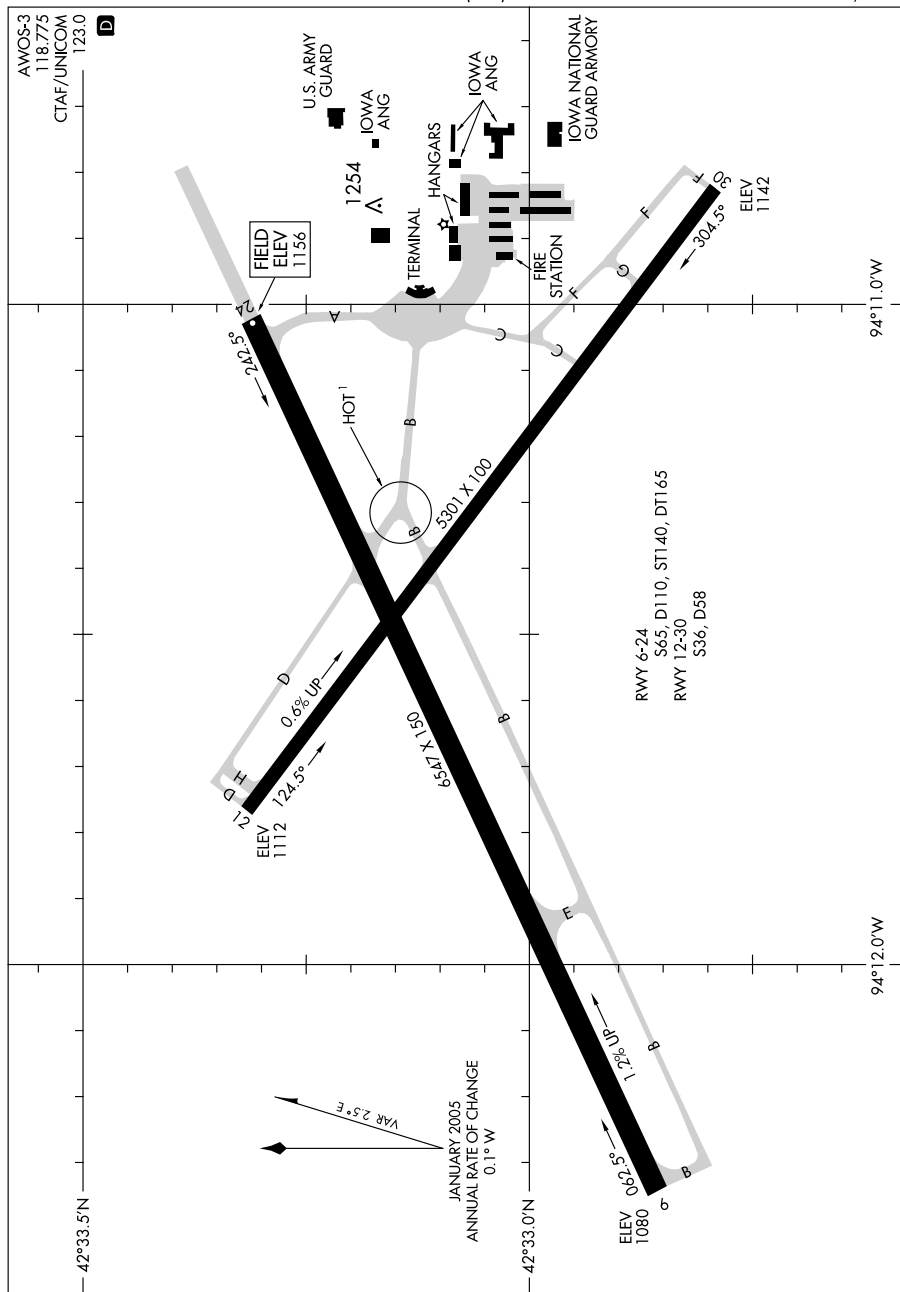 AWOS-3
118.775
CTAF/UNICOM
123.0
D
U.S. ARMY
GUARD
IOWA
ANG
1254
HANGARS
IOWA
ANG
IOWA NATIONAL
GUARD ARMORY
TERMINAL
FIRE
STATION
FIELD
ELEV
1156
24
242.5°
A
HOT 1
B
B
C
C
F
G
F
F
30
304.5°
ELEV
1142
94°11.0'W
5301 X 100
D
0.6% UP
H
D
12
124.5°
ELEV
1112
6547 X 150
B
RWY 6-24
S65, D110, ST140, DT165
RWY 12-30
S36, D58
E
94°12.0'W
1.2% UP
B
062.5°
B
6
ELEV
1080
VAR 2.5° E
JANUARY 2005
ANNUAL RATE OF CHANGE
0.1° W
42°33.5'N
42°33.0'N